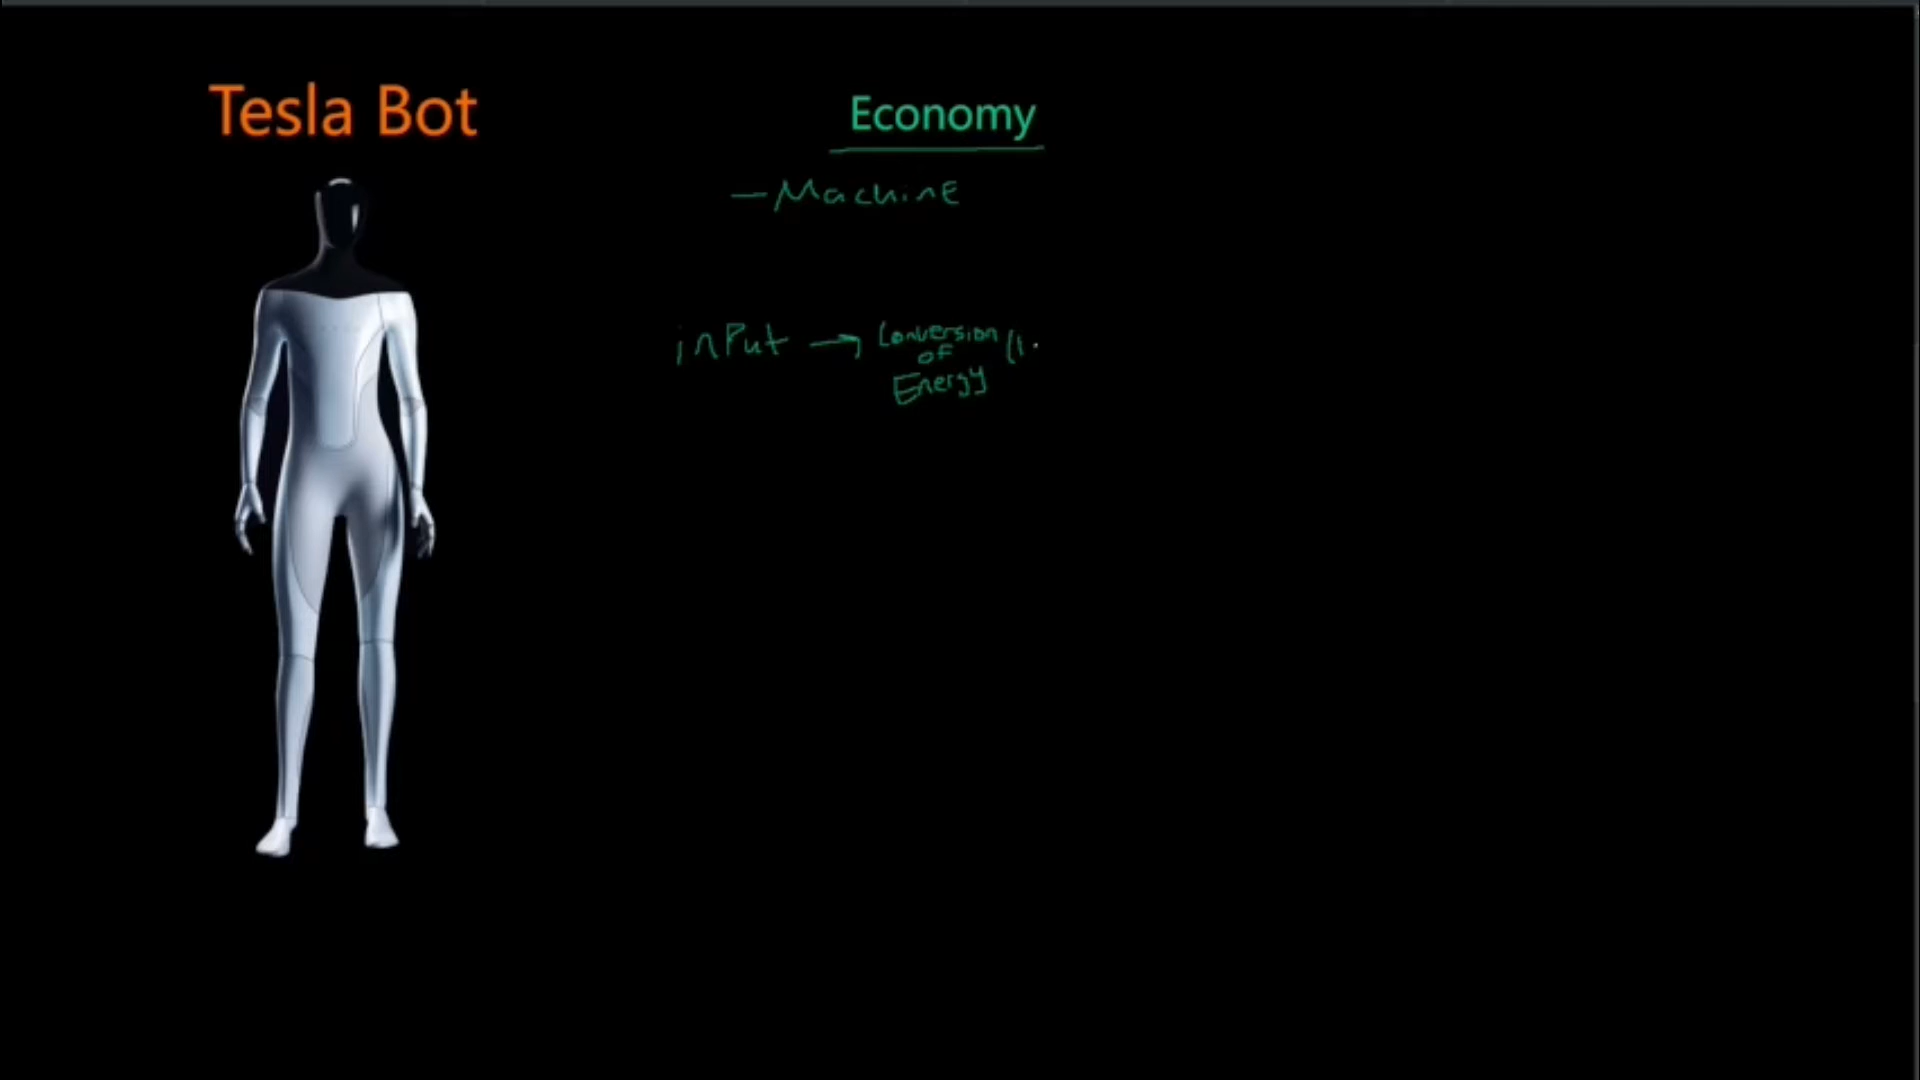 Tesla Bot
Economy
- Machine
input → Conversion
of
Energy